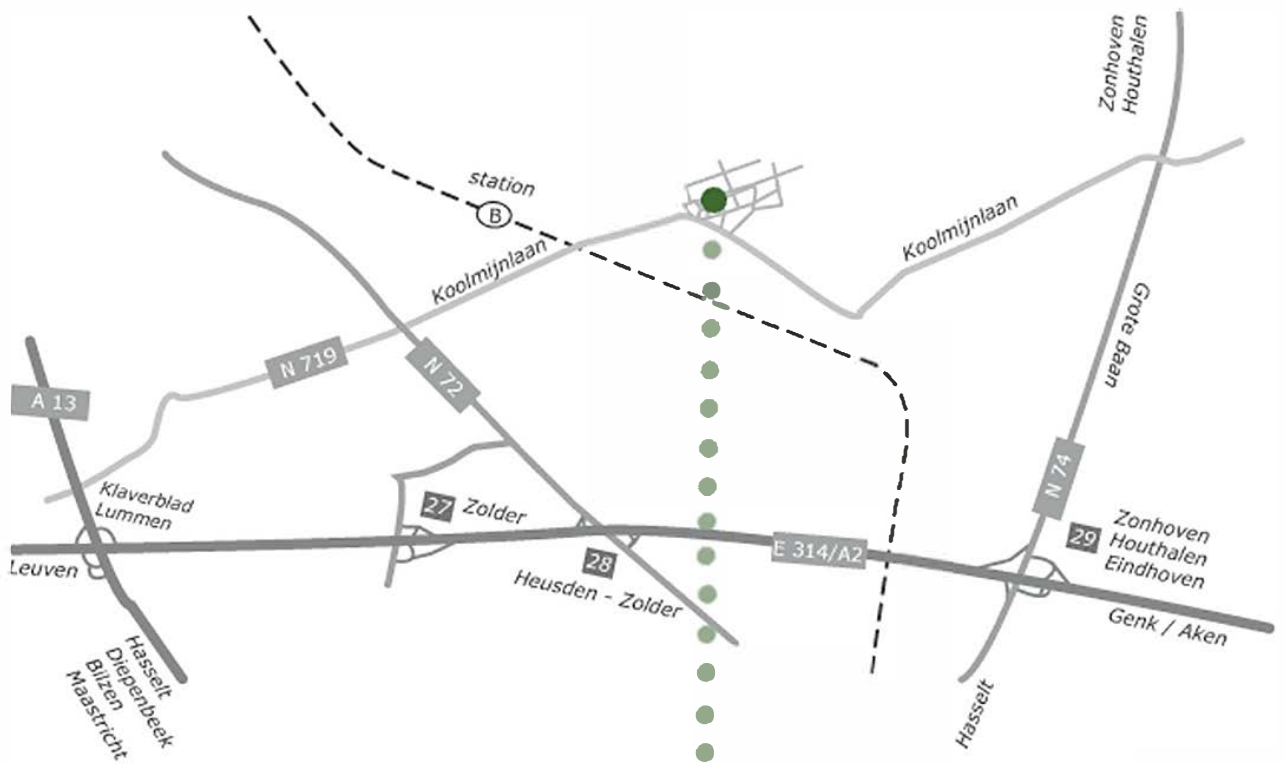 Zonhoven
Houthalen
station
B
Koolmijnlaan
Koolmijnlaan
Grote Baan
N 719
N 72
A 13
N 74
Klaverblad
Lummen
27 Zolder
28
Heusden - Zolder
E 314/A2
29
Zonhoven
Houthalen
Eindhoven
Leuven
Genk / Aken
Hasselt
Diepenbeek
Bilzen
Maastricht
Hasselt